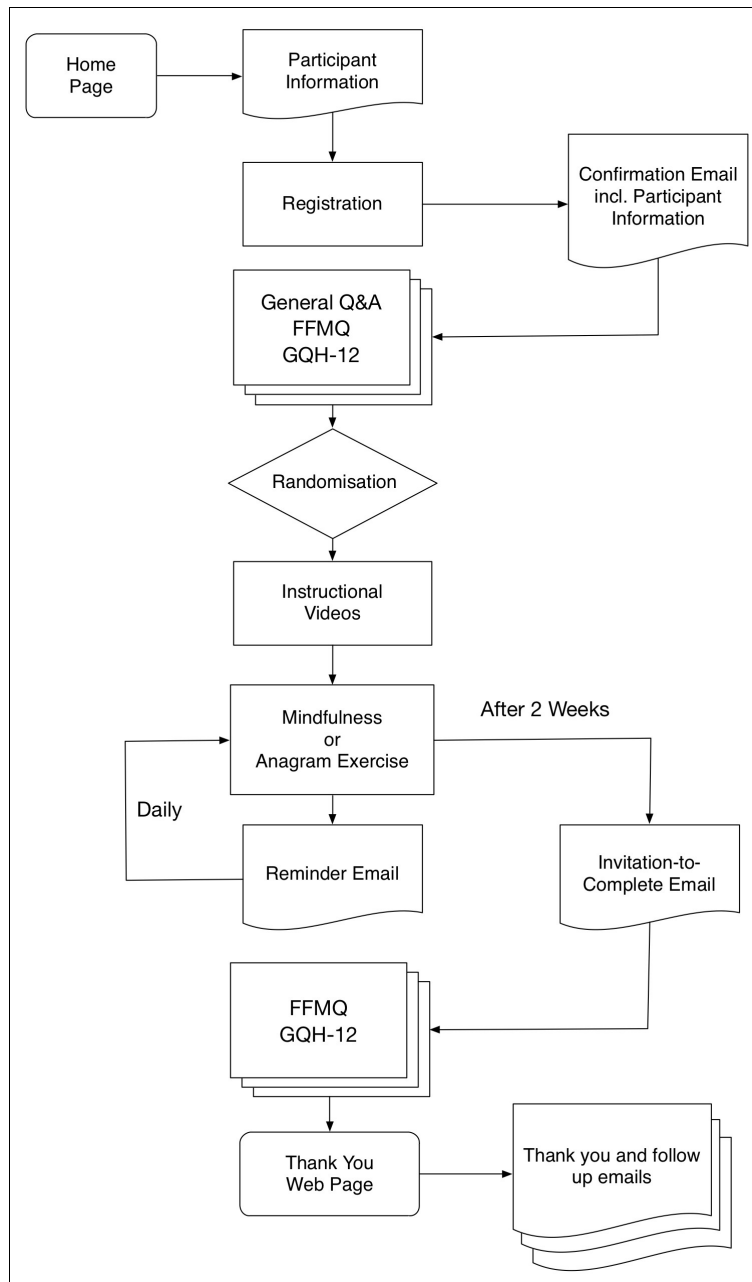 Home
Page
Participant
Information
Registration
Confirmation Email
incl. Participant
Information
General Q&A
FFMQ
GQH-12
Randomisation
Instructional
Videos
Mindfulness
or
Anagram Exercise
After 2 Weeks
Daily
Reminder Email
Invitation-to-
Complete Email
FFMQ
GQH-12
Thank You
Web Page
Thank you and follow
up emails